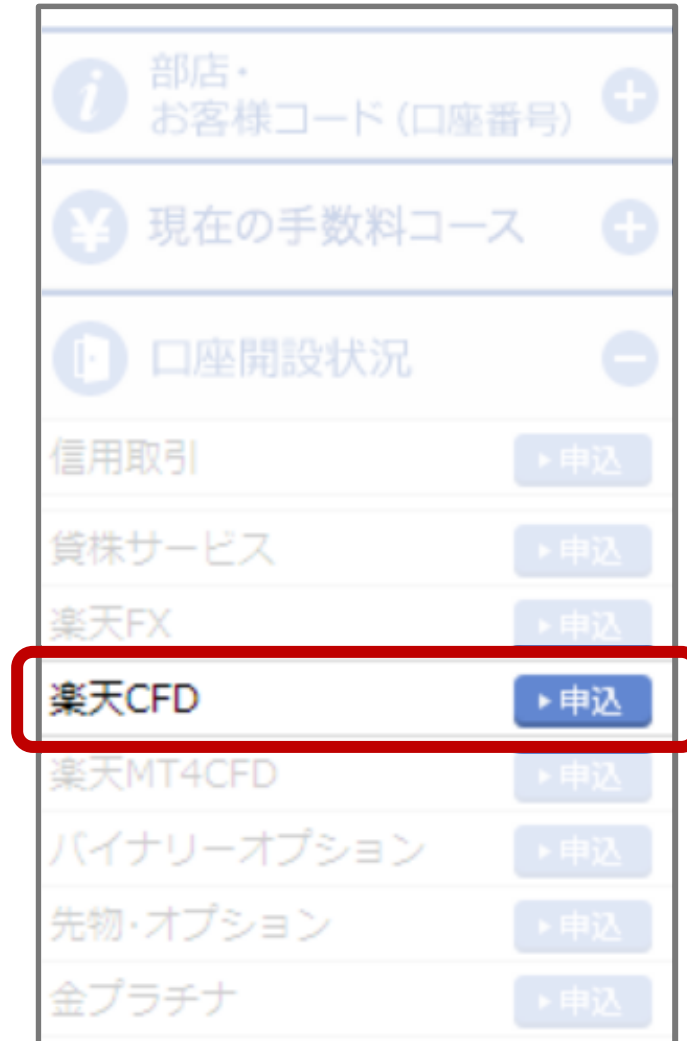 部店・
お客様コード(口座番号)
現在の手数料コース
口座開設状況
信用取引 申込
貸株サービス 申込
楽天FX 申込
楽天CFD 申込
楽天MT4CFD 申込
バイナリーオプション 申込
先物・オプション 申込
金プラチナ 申込